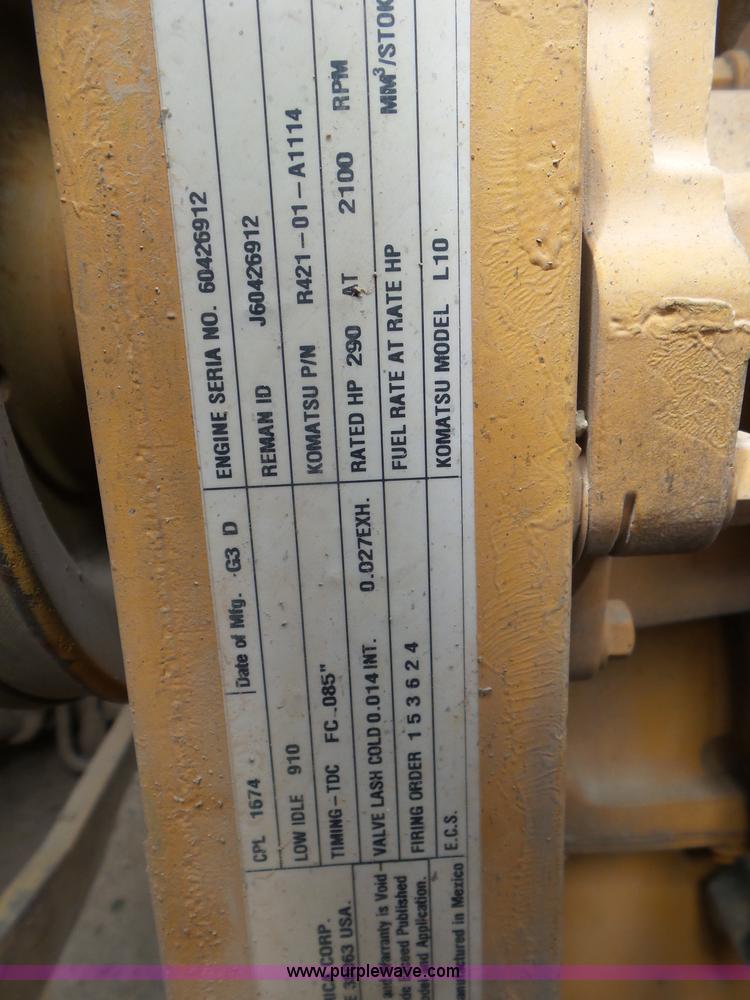 ENGINE SERIA NO. 60426912
REMAN ID J60426912
KOMATSU P/N R421-01-A1114
RATED HP 290 AT 2100 RPM
FUEL RATE AT RATE HP MM³/STOK
KOMATSU MODEL L10
Date of Mfg. G3 D
CPL 1674
LOW IDLE 910
TIMING-TDC FC .085"
VALVE LASH COLD 0.014 INT. 0.027EXH.
FIRING ORDER 1 5 3 6 2 4
E.C.S.
CORP.
63 USA.
Warranty is Void
Published
and Application.
in Mexico
www.purplewave.com